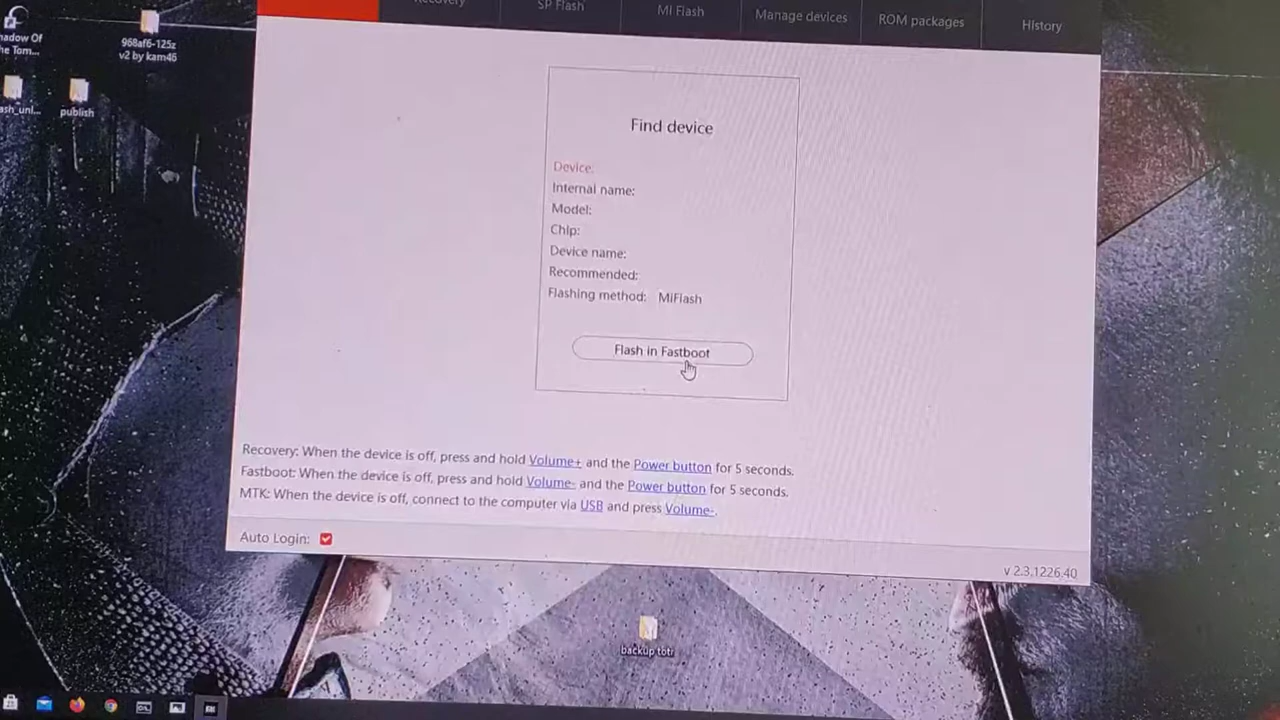 Recovery
SP Flash
MI Flash
Manage devices
ROM packages
History
968af6-125z
v2 by kam46
publish
Find device
Device:
Internal name:
Model:
Chip:
Device name:
Recommended:
Flashing method: MiFlash
Flash in Fastboot
Recovery: When the device is off, press and hold Volume+ and the Power button for 5 seconds.
Fastboot: When the device is off, press and hold Volume- and the Power button for 5 seconds.
MTK: When the device is off, connect to the computer via USB and press Volume-.
Auto Login:
v 2.3.1226.40
backup totr